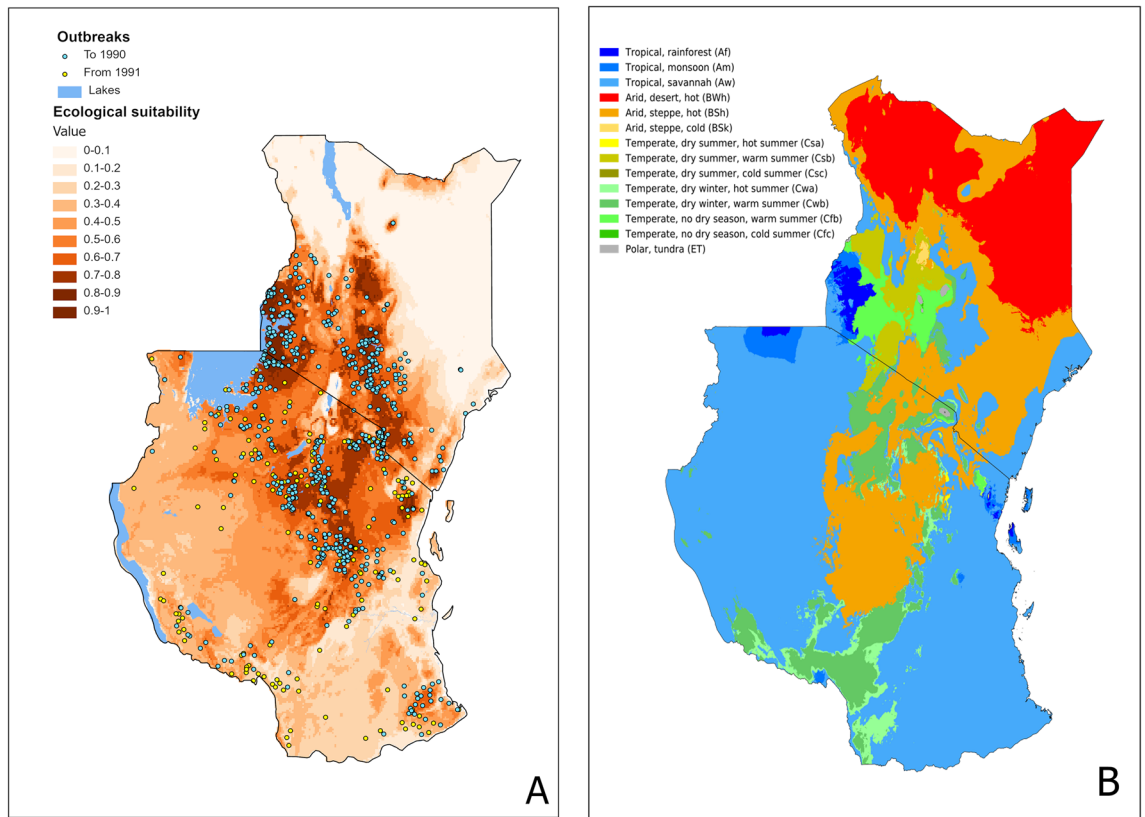 Outbreaks
To 1990
From 1991
Lakes
Ecological suitability
Value
0-0.1
0.1-0.2
0.2-0.3
0.3-0.4
0.4-0.5
0.5-0.6
0.6-0.7
0.7-0.8
0.8-0.9
0.9-1
A
Tropical, rainforest (Af)
Tropical, monsoon (Am)
Tropical, savannah (Aw)
Arid, desert, hot (BWh)
Arid, steppe, hot (BSh)
Arid, steppe, cold (BSk)
Temperate, dry summer, hot summer (Csa)
Temperate, dry summer, warm summer (Csb)
Temperate, dry summer, cold summer (Csc)
Temperate, dry winter, hot summer (Cwa)
Temperate, dry winter, warm summer (Cwb)
Temperate, no dry season, warm summer (Cfb)
Temperate, no dry season, cold summer (Cfc)
Polar, tundra (ET)
B